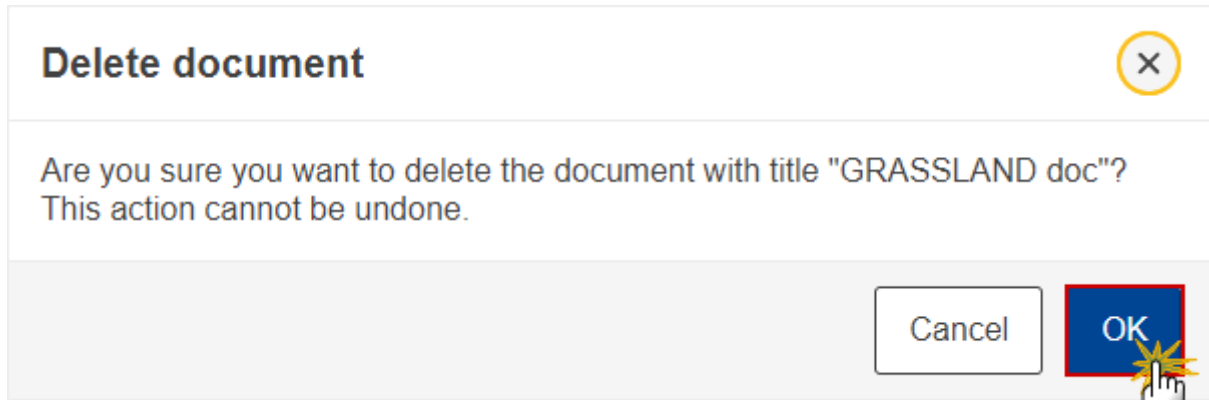 Delete document
Are you sure you want to delete the document with title "GRASSLAND doc"?
This action cannot be undone.
Cancel
OK